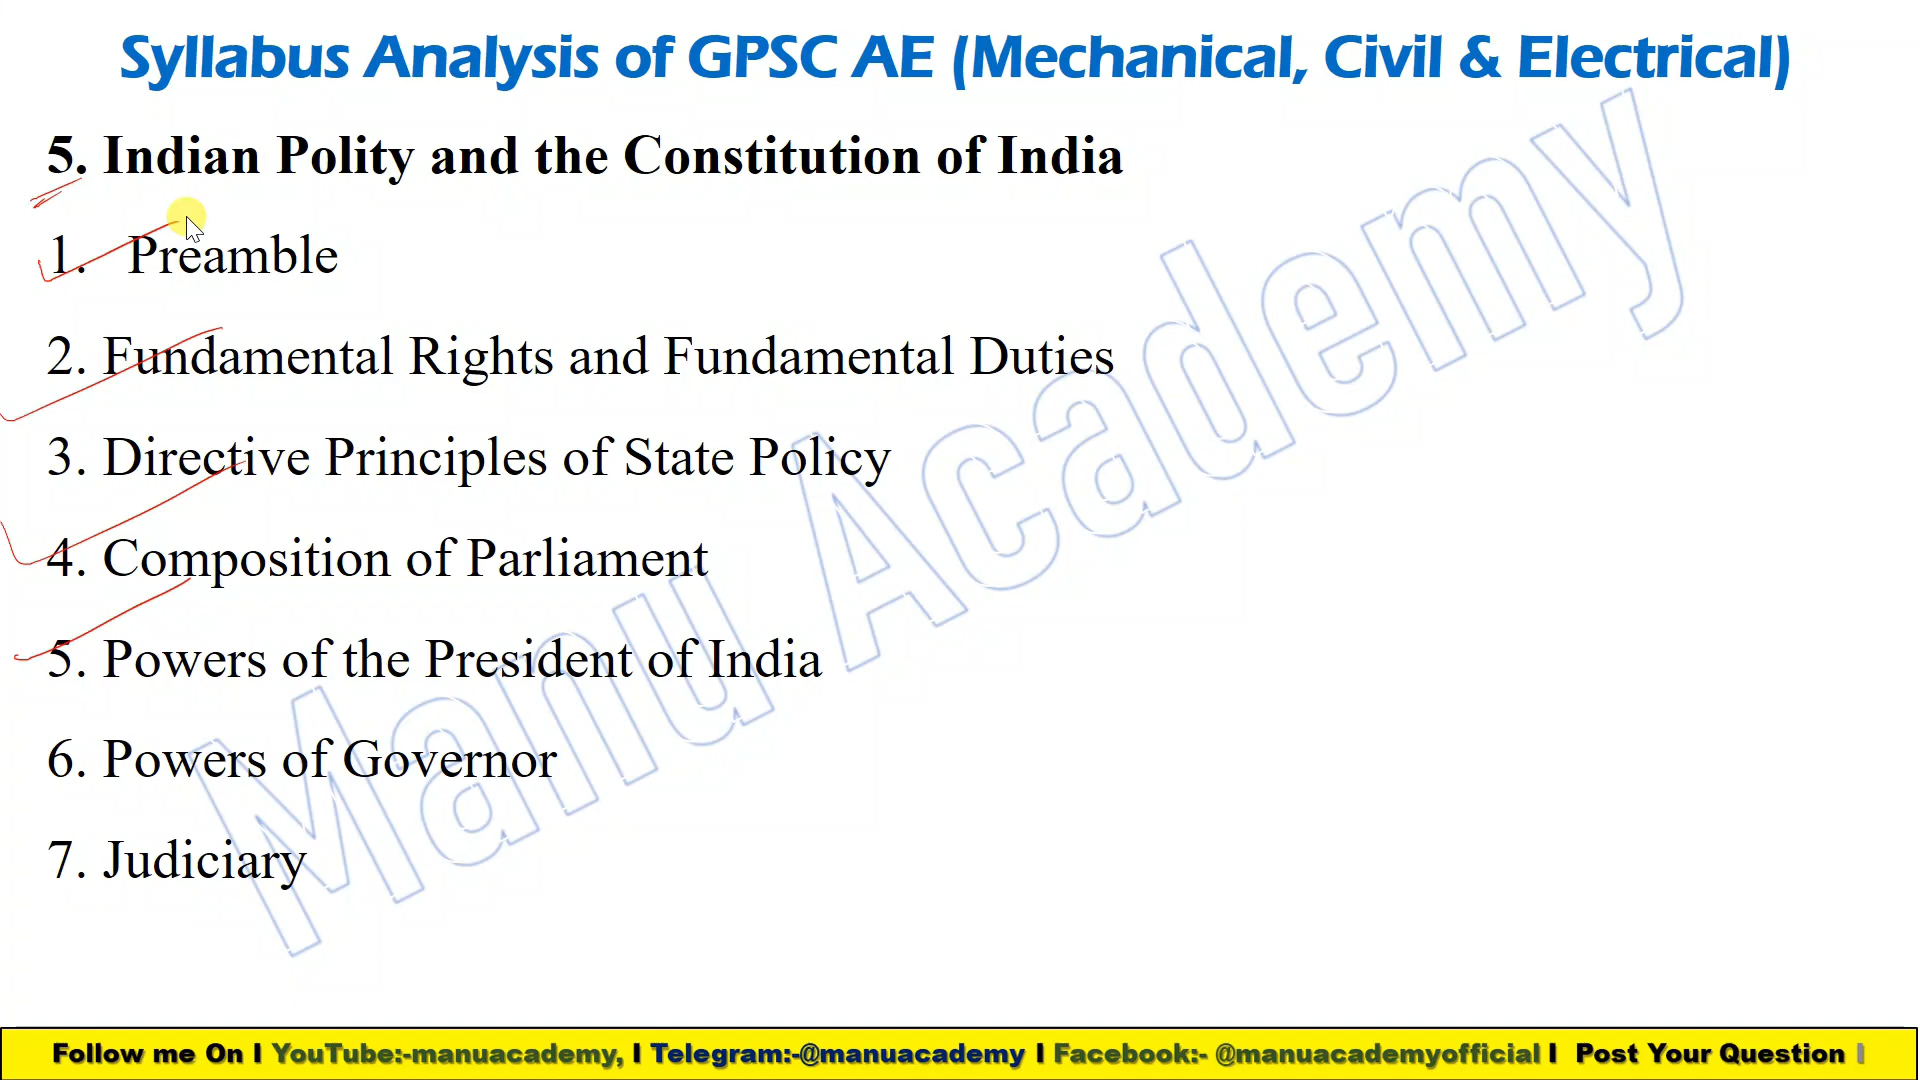 Syllabus Analysis of GPSC AE (Mechanical, Civil & Electrical)
5. Indian Polity and the Constitution of India
1. Preamble
2. Fundamental Rights and Fundamental Duties
3. Directive Principles of State Policy
4. Composition of Parliament
5. Powers of the President of India
6. Powers of Governor
7. Judiciary
Manu Academy
Follow me On I YouTube:-manuacademy, I Telegram:-@manuacademy I Facebook:- @manuacademyofficial I Post Your Question I